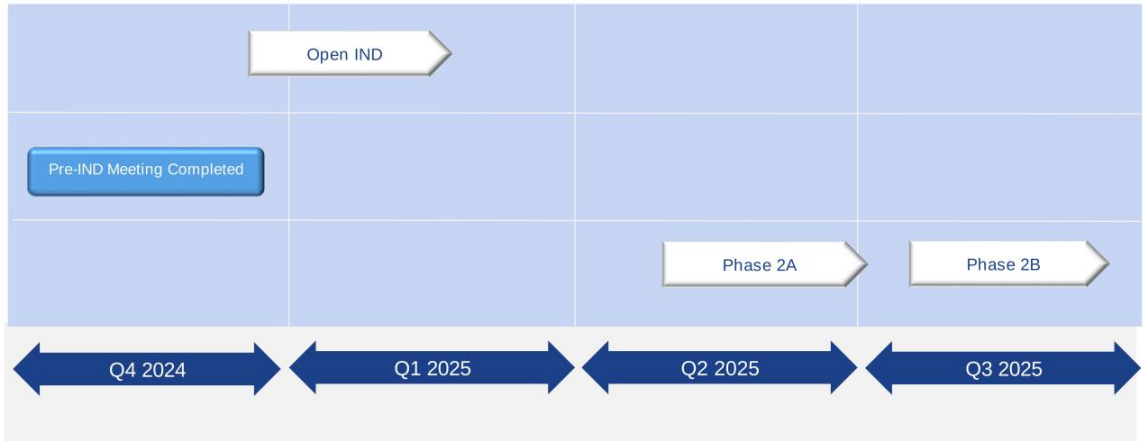 Open IND
Pre-IND Meeting Completed
Phase 2A
Phase 2B
Q4 2024
Q1 2025
Q2 2025
Q3 2025